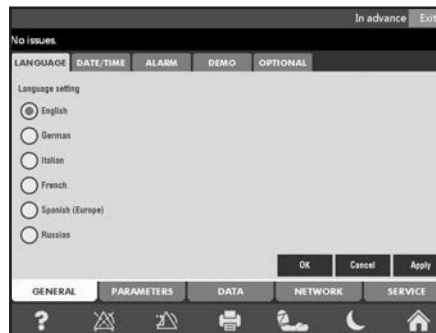 In advance Exit
No issues.
LANGUAGE DATE/TIME ALARM DEMO OPTIONAL
Language setting
English
German
Italian
French
Spanish (Europe)
Russian
OK Cancel Apply
GENERAL PARAMETERS DATA NETWORK SERVICE
?